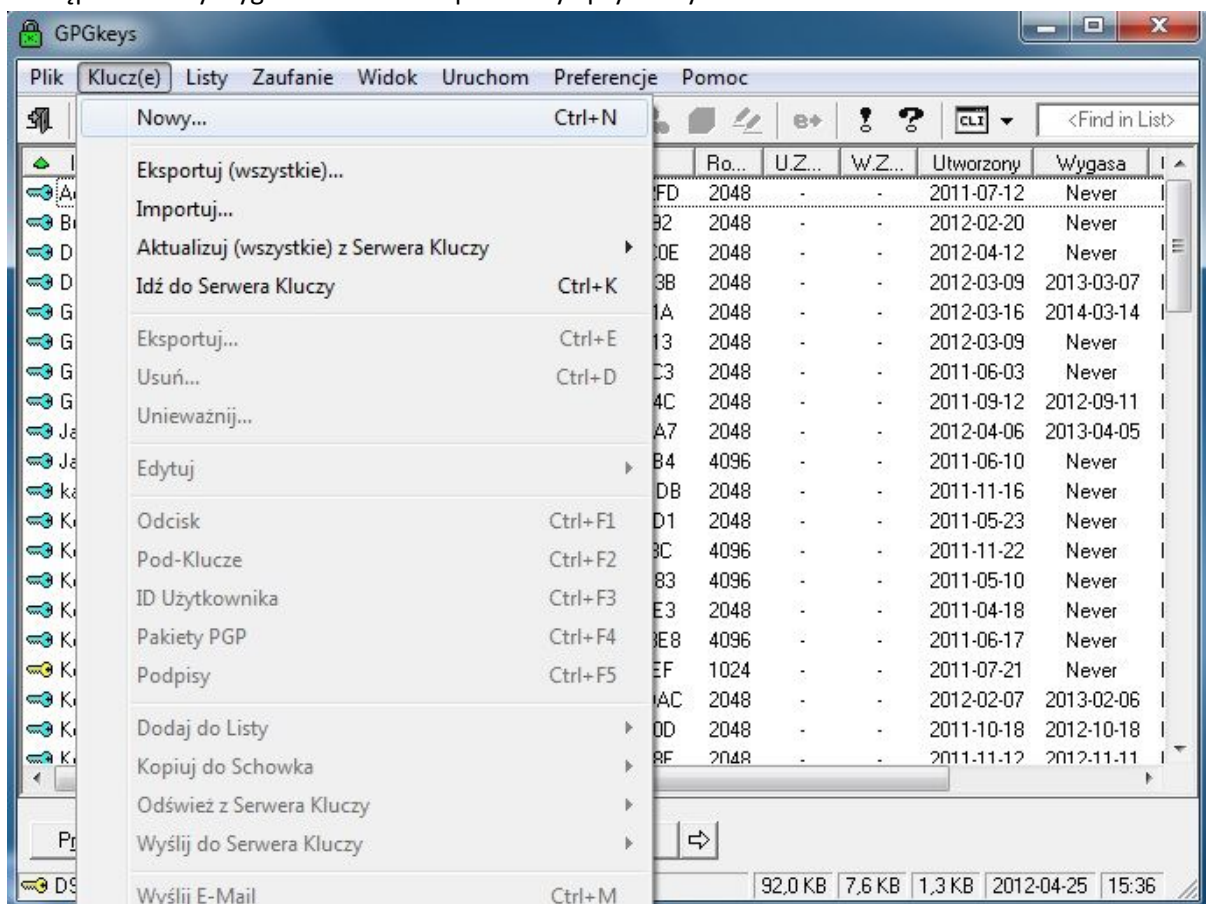 GPGkeys
Plik Klucz(e) Listy Zaufanie Widok Uruchom Preferencje Pomoc
Nowy... Ctrl+N
CLI <Find in List>
Ro... U.Z... W.Z... Utworzony Wygasa
Eksportuj (wszystkie)...
2048 - - 2011-07-12 Never
Importuj...
2048 - - 2012-02-20 Never
Aktualizuj (wszystkie) z Serwera Kluczy
2048 - - 2012-04-12 Never
Idź do Serwera Kluczy Ctrl+K
2048 - - 2012-03-09 2013-03-07
2048 - - 2012-03-16 2014-03-14
Eksportuj... Ctrl+E
2048 - - 2012-03-09 Never
Usuń... Ctrl+D
2048 - - 2011-06-03 Never
Unieważnij...
2048 - - 2011-09-12 2012-09-11
2048 - - 2012-04-06 2013-04-05
Edytuj
4096 - - 2011-06-10 Never
2048 - - 2011-11-16 Never
Odcisk Ctrl+F1
2048 - - 2011-05-23 Never
Pod-Klucze Ctrl+F2
4096 - - 2011-11-22 Never
4096 - - 2011-05-10 Never
ID Użytkownika Ctrl+F3
2048 - - 2011-04-18 Never
Pakiety PGP Ctrl+F4
4096 - - 2011-06-17 Never
Podpisy Ctrl+F5
1024 - - 2011-07-21 Never
2048 - - 2012-02-07 2013-02-06
Dodaj do Listy
2048 - - 2011-10-18 2012-10-18
Kopiuj do Schowka
2048 - - 2011-11-12 2012-11-11
Odśwież z Serwera Kluczy
Wyślij do Serwera Kluczy
Wyślij E-Mail Ctrl+M
92,0 KB 7,6 KB 1,3 KB 2012-04-25 15:36